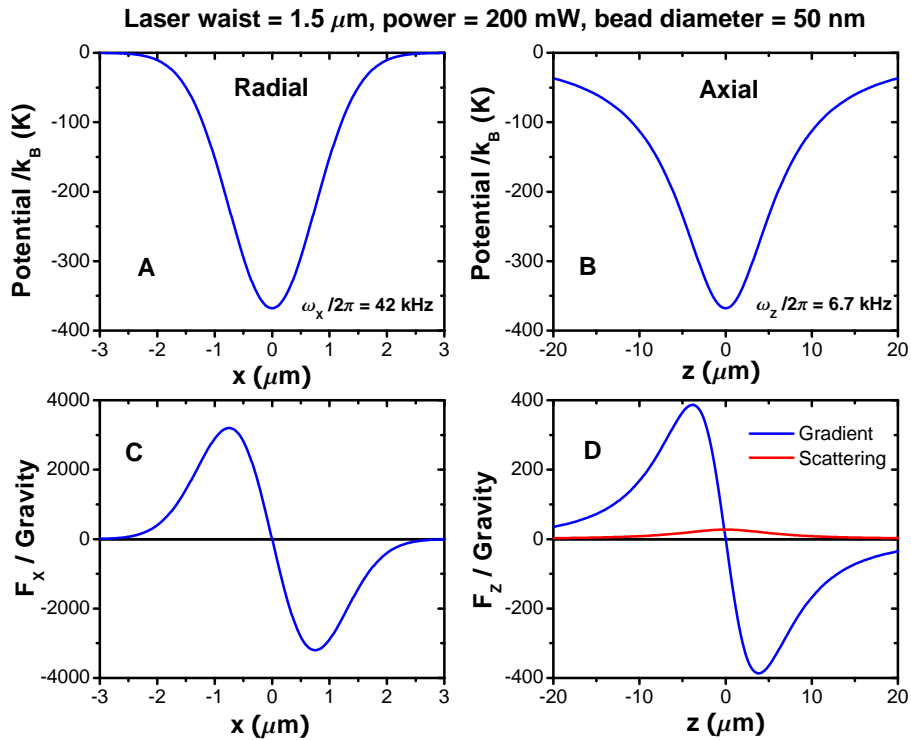 Laser waist = 1.5 μm, power = 200 mW, bead diameter = 50 nm
Radial
A
ω_x /2π = 42 kHz
Potential /k_B (K)
0
-100
-200
-300
-400
-3 -2 -1 0 1 2 3
x (μm)
Axial
B
ω_z /2π = 6.7 kHz
Potential /k_B (K)
0
-100
-200
-300
-400
-20 -10 0 10 20
z (μm)
C
F_x / Gravity
4000
2000
0
-2000
-4000
-3 -2 -1 0 1 2 3
x (μm)
D
Gradient
Scattering
F_z / Gravity
400
200
0
-200
-400
-20 -10 0 10 20
z (μm)